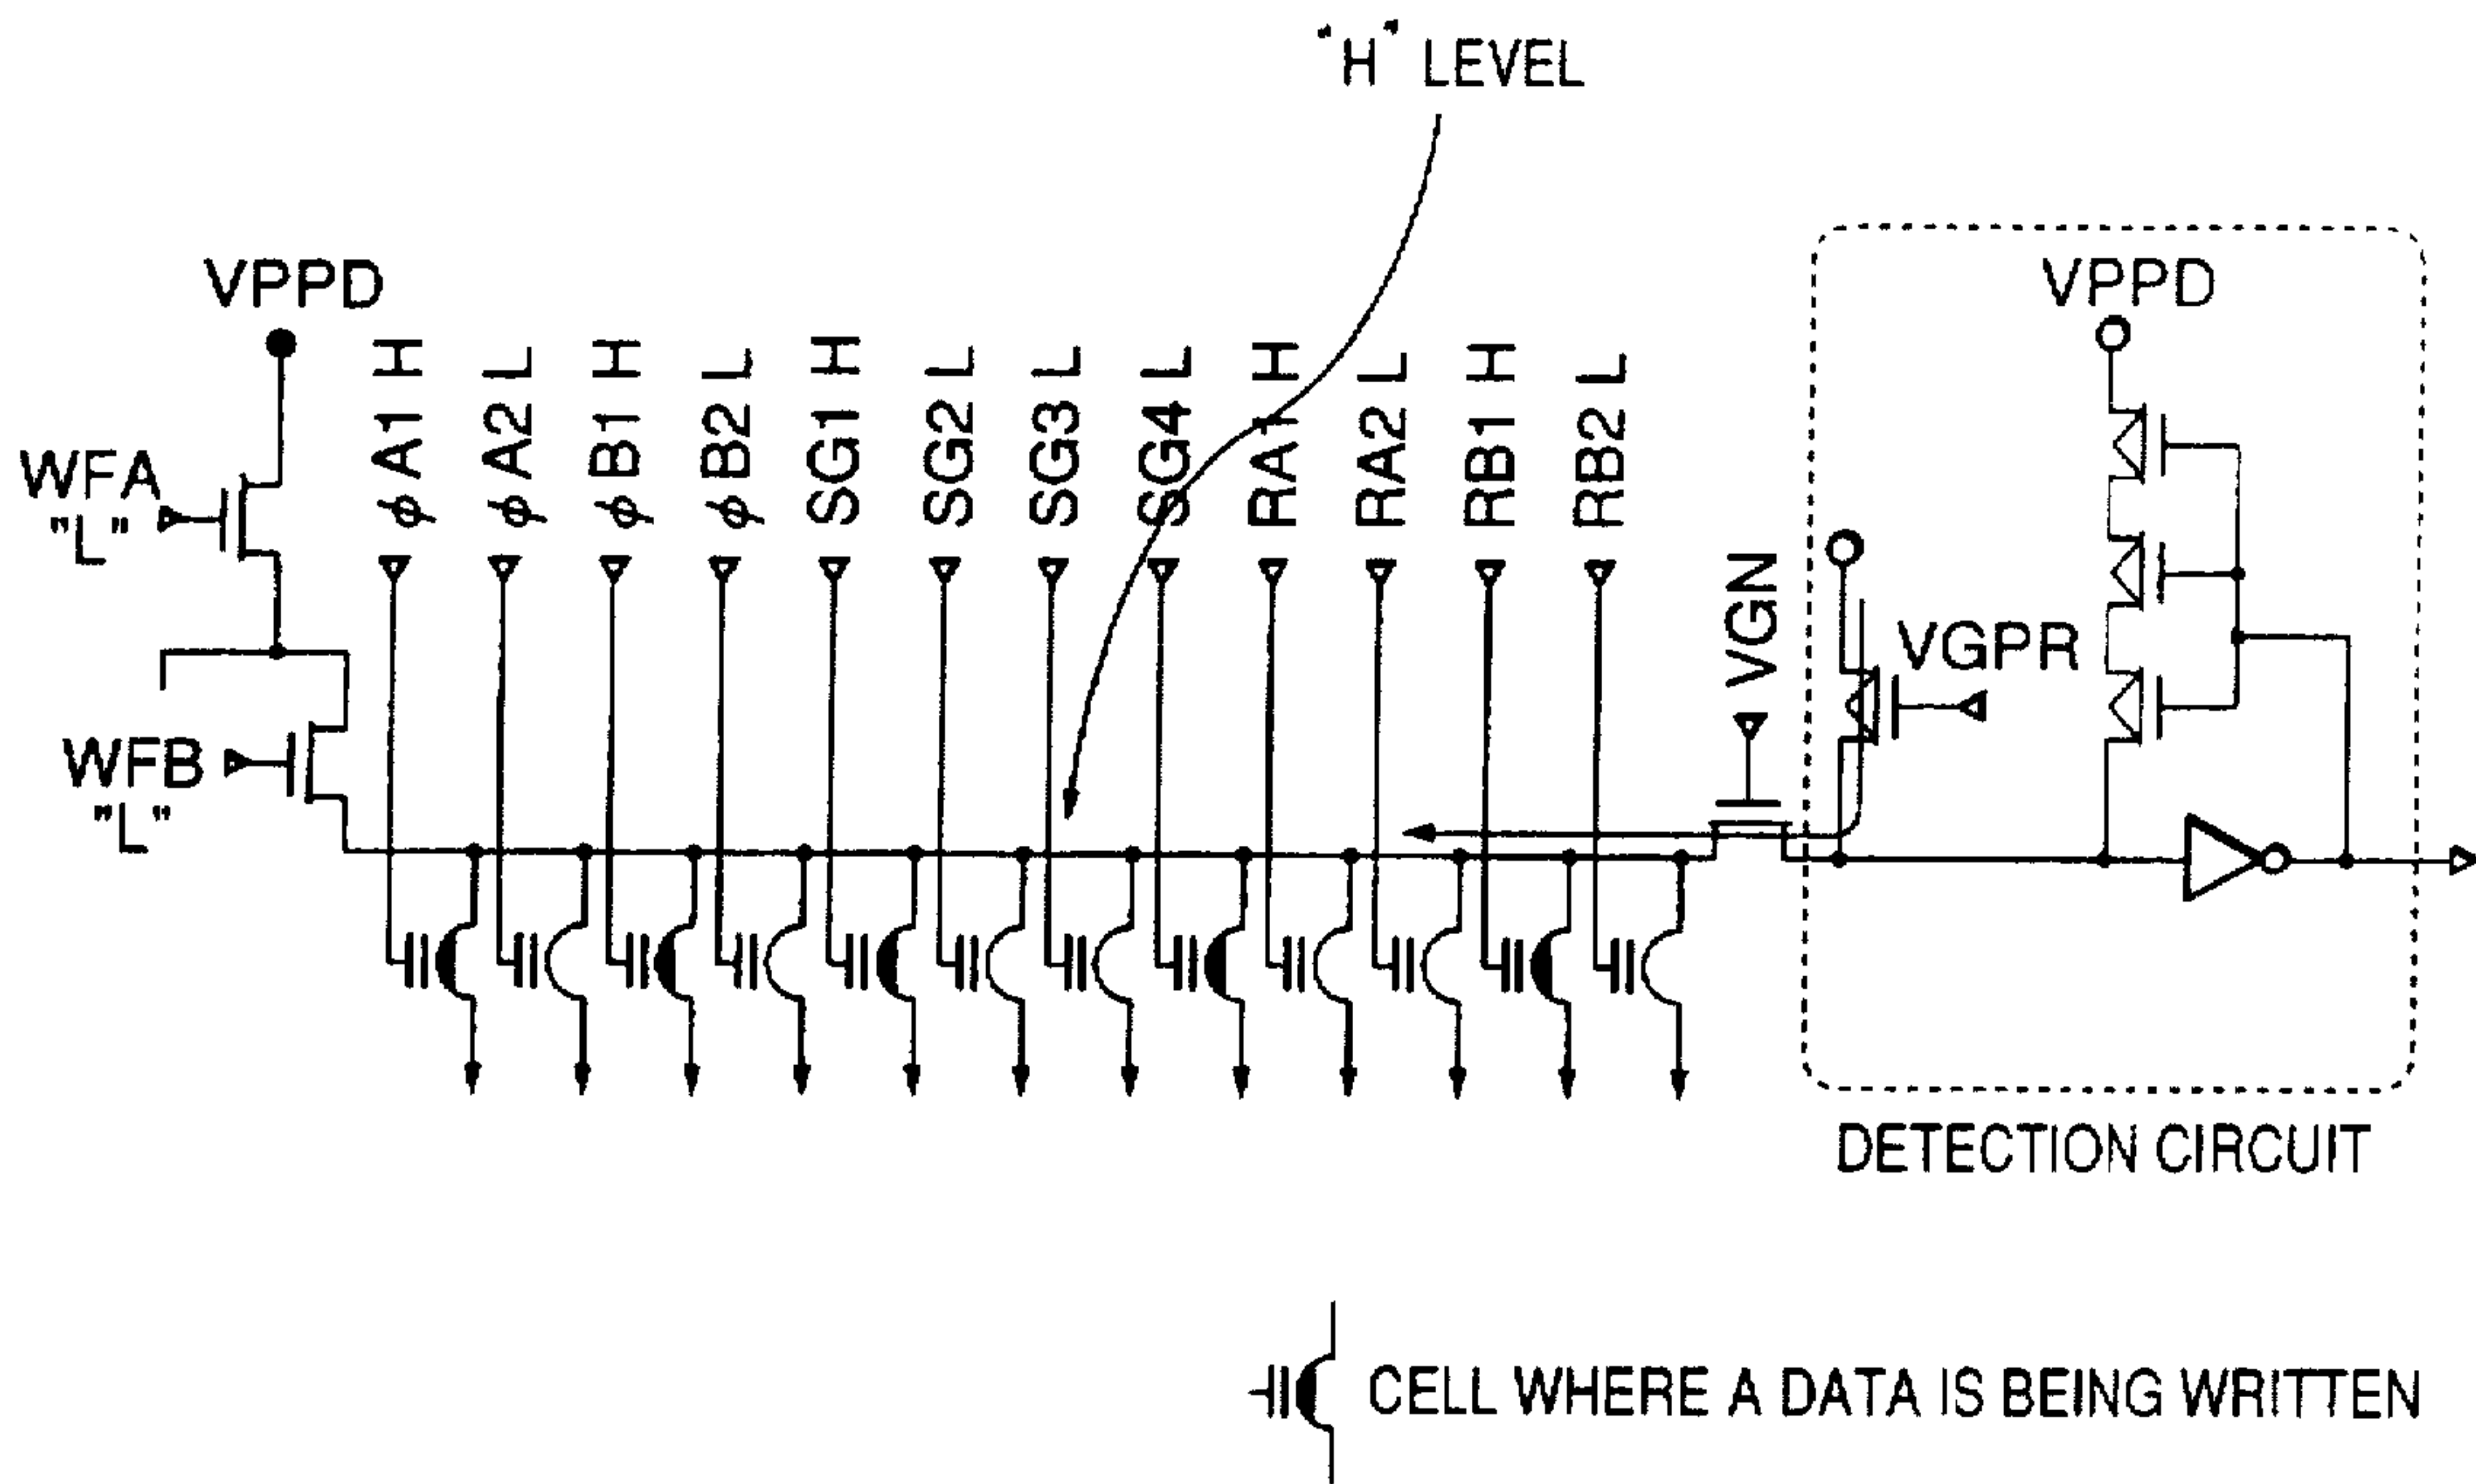 "H" LEVEL
VPPD
VPPD
WFA
"L"
φA1 H
φA2 L
φB1 H
φB2 L
SG1 H
SG2 L
SG3 L
SG4 L
RA1 H
RA2 L
RB1 H
RB2 L
VGN
VGPR
WFB
"L"
DETECTION CIRCUIT
CELL WHERE A DATA IS BEING WRITTEN